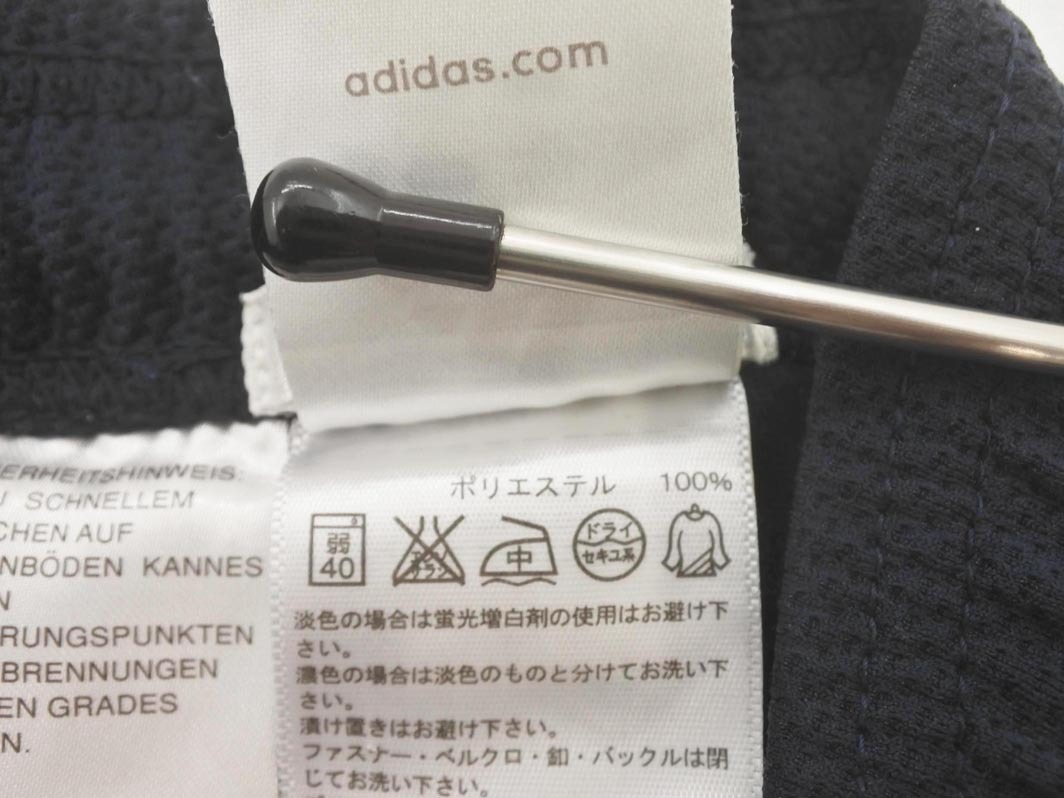 adidas.com
ERHEITSHINWEIS:
SCHNELLEM
CHEN AUF
NBÖDEN KANNES
N
RUNGSPUNKTEN
BRENNUNGEN
EN GRADES
N.
ポリエステル 100%
弱
40
中
ドライ
セキユ系
淡色の場合は蛍光増白剤の使用はお避け下
さい。
濃色の場合は淡色のものと分けてお洗い下
さい。
漬け置きはお避け下さい。
ファスナー・ベルクロ・釦・バックルは閉
じてお洗い下さい。